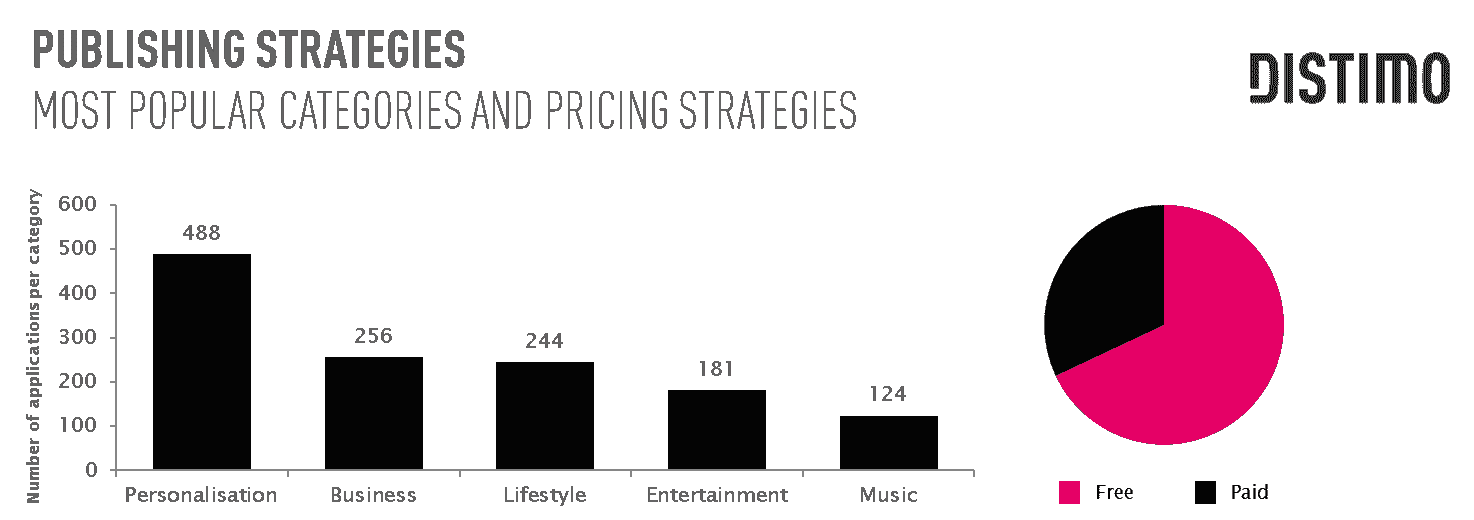 PUBLISHING STRATEGIES
MOST POPULAR CATEGORIES AND PRICING STRATEGIES
DISTIMO
Number of applications per category
600
500
400
300
200
100
0
488
256
244
181
124
Personalisation
Business
Lifestyle
Entertainment
Music
Free
Paid